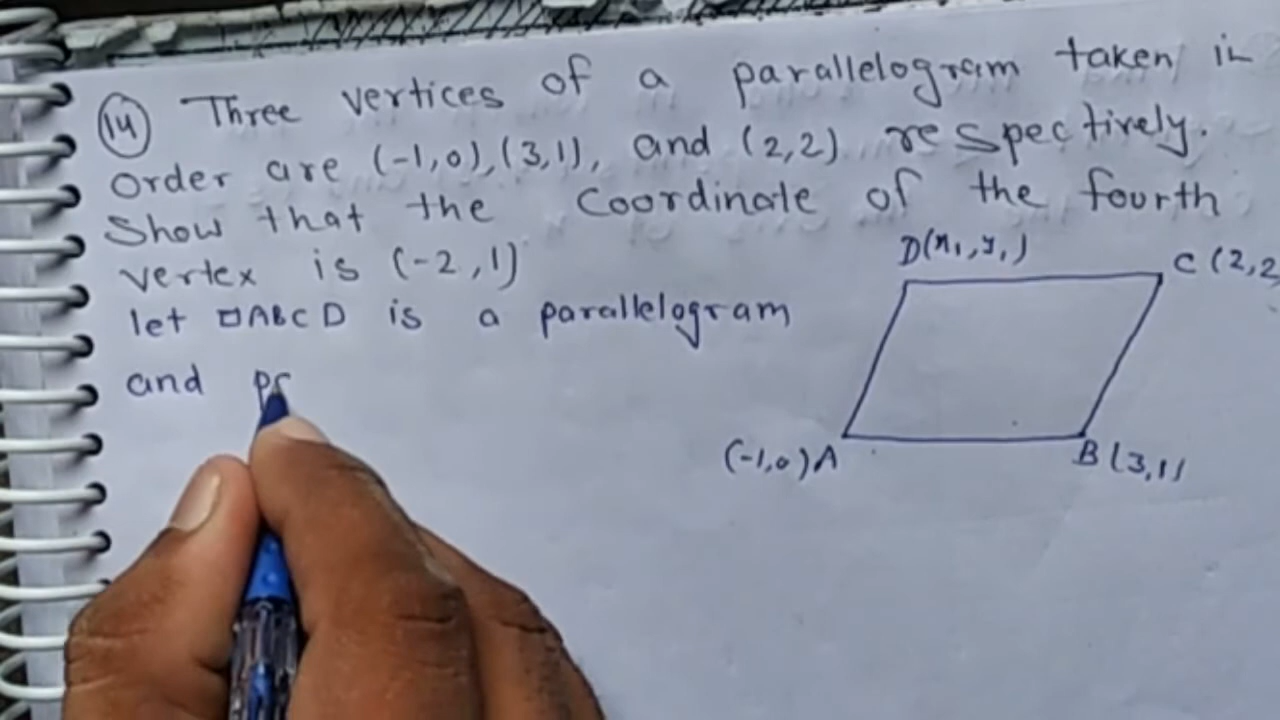 14 Three vertices of a parallelogram taken in
order are (-1,0), (3,1), and (2,2) respectively.
Show that the Coordinate of the fourth
vertex is (-2,1)
let □ABCD is a parallelogram
and
D(x₁,y₁)
C (2,2
(-1,0)A
B(3,1)